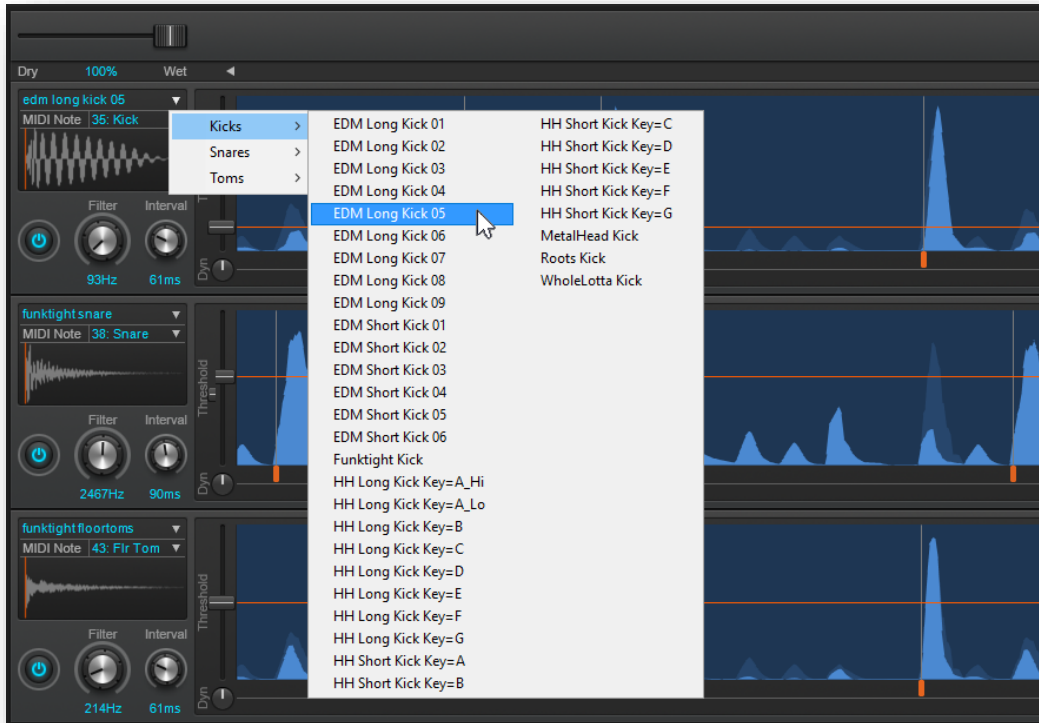 Dry 100% Wet
edm long kick 05
MIDI Note 35: Kick
Filter Interval
93Hz 61ms
Dyn
funktight snare
MIDI Note 38: Snare
Threshold
Filter Interval
2467Hz 90ms
Dyn
funktight floortoms
MIDI Note 43: Flr Tom
Threshold
Filter Interval
214Hz 61ms
Dyn
Kicks
Snares
Toms
EDM Long Kick 01
EDM Long Kick 02
EDM Long Kick 03
EDM Long Kick 04
EDM Long Kick 05
EDM Long Kick 06
EDM Long Kick 07
EDM Long Kick 08
EDM Long Kick 09
EDM Short Kick 01
EDM Short Kick 02
EDM Short Kick 03
EDM Short Kick 04
EDM Short Kick 05
EDM Short Kick 06
Funktight Kick
HH Long Kick Key=A_Hi
HH Long Kick Key=A_Lo
HH Long Kick Key=B
HH Long Kick Key=C
HH Long Kick Key=D
HH Long Kick Key=E
HH Long Kick Key=F
HH Long Kick Key=G
HH Short Kick Key=A
HH Short Kick Key=B
HH Short Kick Key=C
HH Short Kick Key=D
HH Short Kick Key=E
HH Short Kick Key=F
HH Short Kick Key=G
MetalHead Kick
Roots Kick
WholeLotta Kick